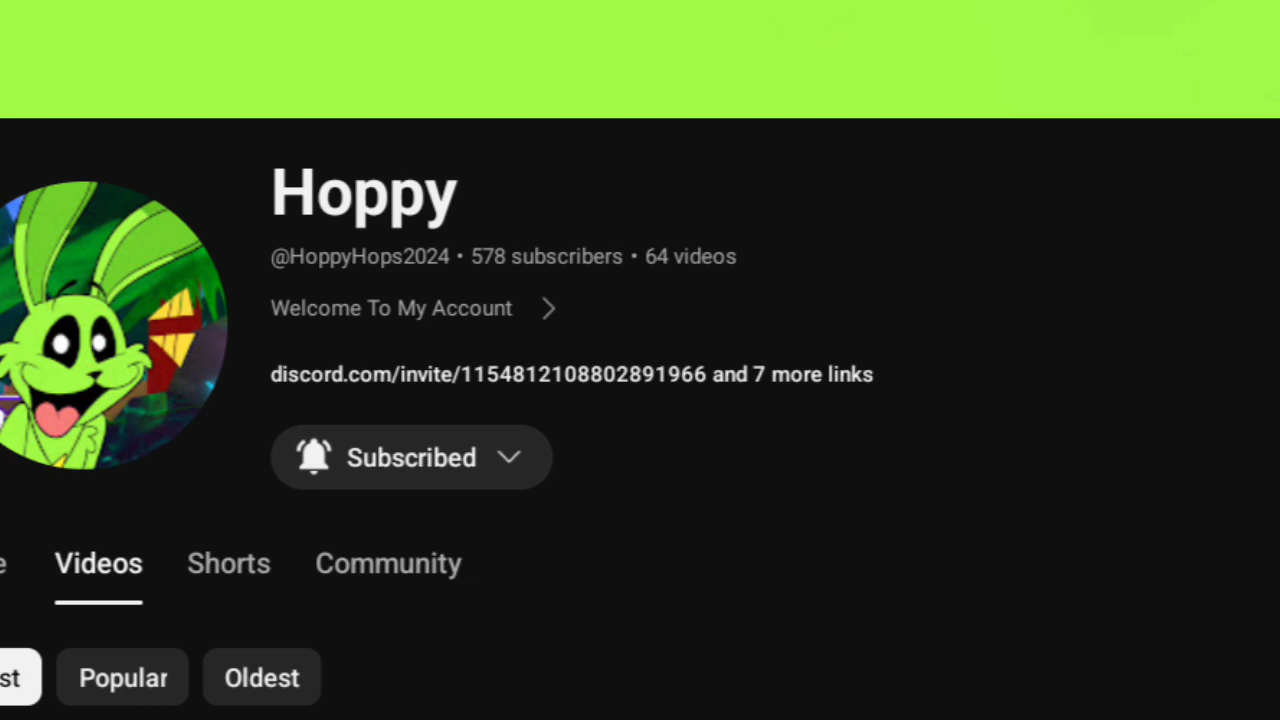 Hoppy
@HoppyHops2024 • 578 subscribers • 64 videos
Welcome To My Account
discord.com/invite/1154812108802891966 and 7 more links
Subscribed
e Videos Shorts Community
st Popular Oldest